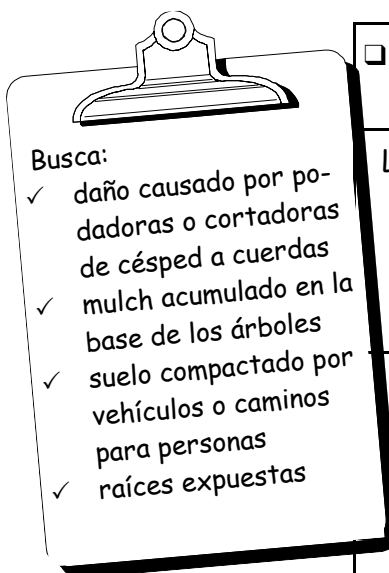 Busca:
✓ daño causado por po-
dadoras o cortadoras
de césped a cuerdas
✓ mulch acumulado en la
base de los árboles
✓ suelo compactado por
vehículos o caminos
para personas
✓ raíces expuestas